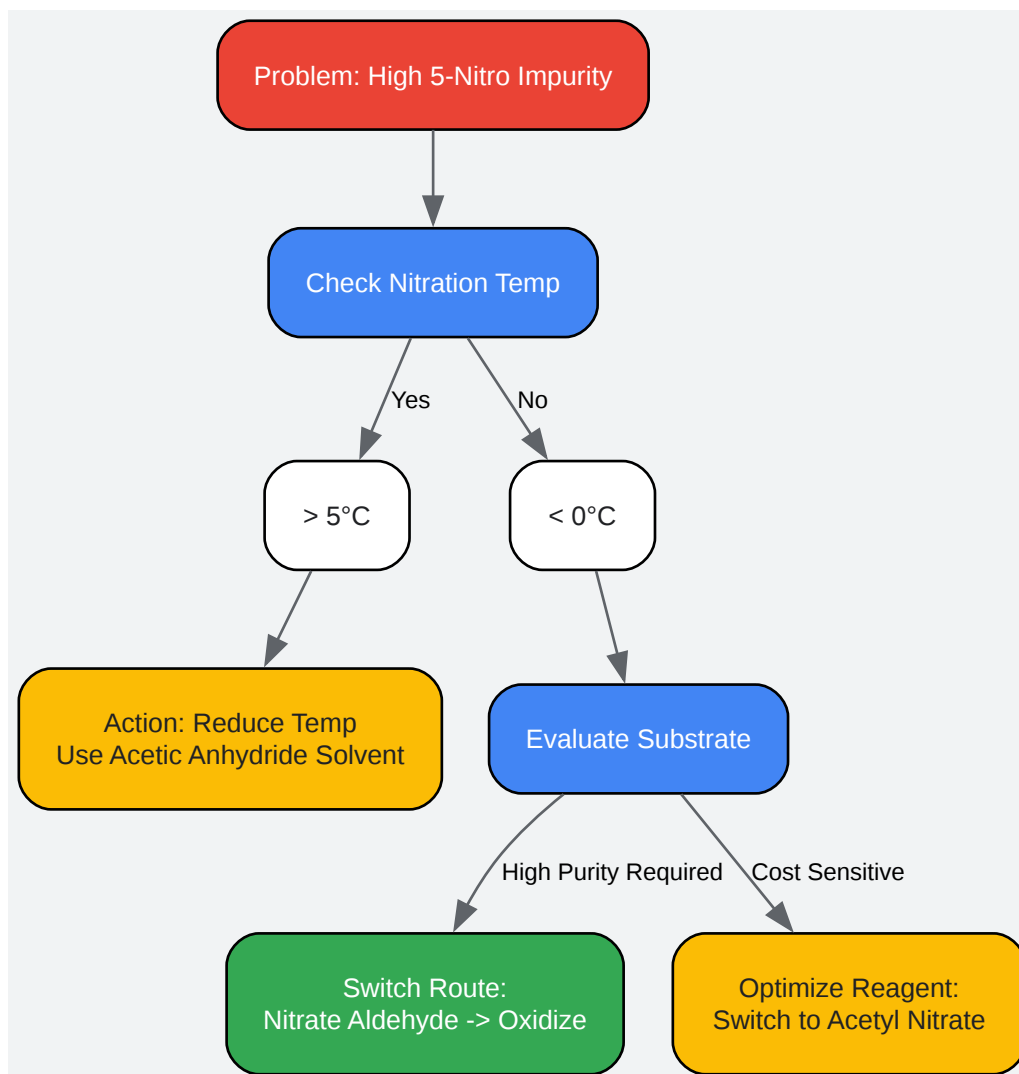 Problem: High 5-Nitro Impurity
Check Nitration Temp
Yes
No
> 5°C
< 0°C
Action: Reduce Temp
Use Acetic Anhydride Solvent
Evaluate Substrate
High Purity Required
Cost Sensitive
Switch Route:
Nitrate Aldehyde -> Oxidize
Optimize Reagent:
Switch to Acetyl Nitrate